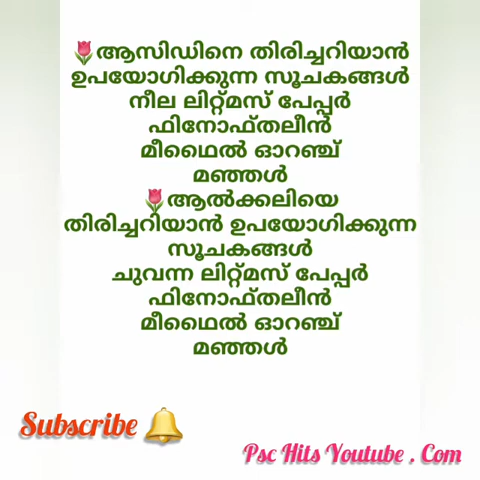 🌷ആസിഡിനെ തിരിച്ചറിയാൻ
ഉപയോഗിക്കുന്ന സൂചകങ്ങൾ
നീല ലിറ്റ്മസ് പേപ്പർ
ഫിനോഫ്തലീൻ
മീഥൈൽ ഓറഞ്ച്
മഞ്ഞൾ
🌷ആൽക്കലിയെ
തിരിച്ചറിയാൻ ഉപയോഗിക്കുന്ന
സൂചകങ്ങൾ
ചുവന്ന ലിറ്റ്മസ് പേപ്പർ
ഫിനോഫ്തലീൻ
മീഥൈൽ ഓറഞ്ച്
മഞ്ഞൾ
Subscribe 🔔
Psc Hits Youtube . Com